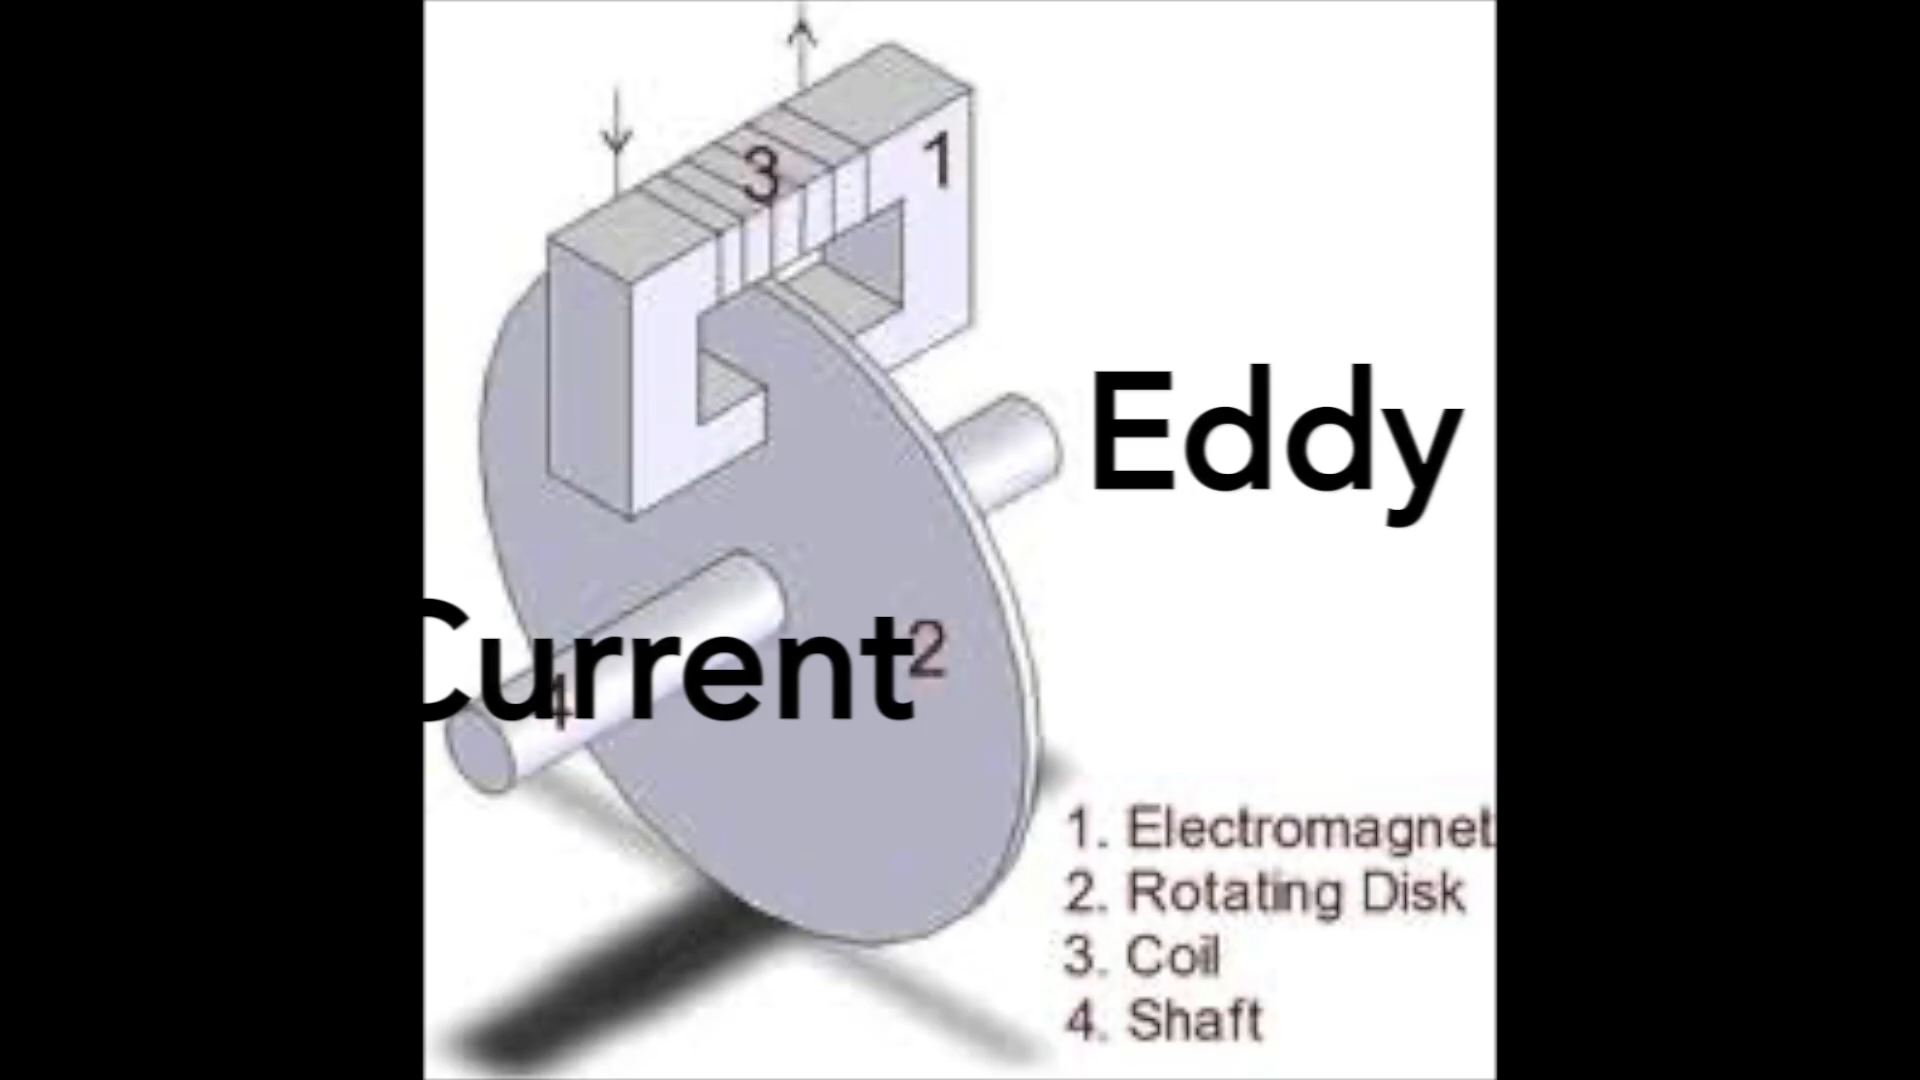 3
1
Eddy
Current
2
4
1. Electromagnet
2. Rotating Disk
3. Coil
4. Shaft